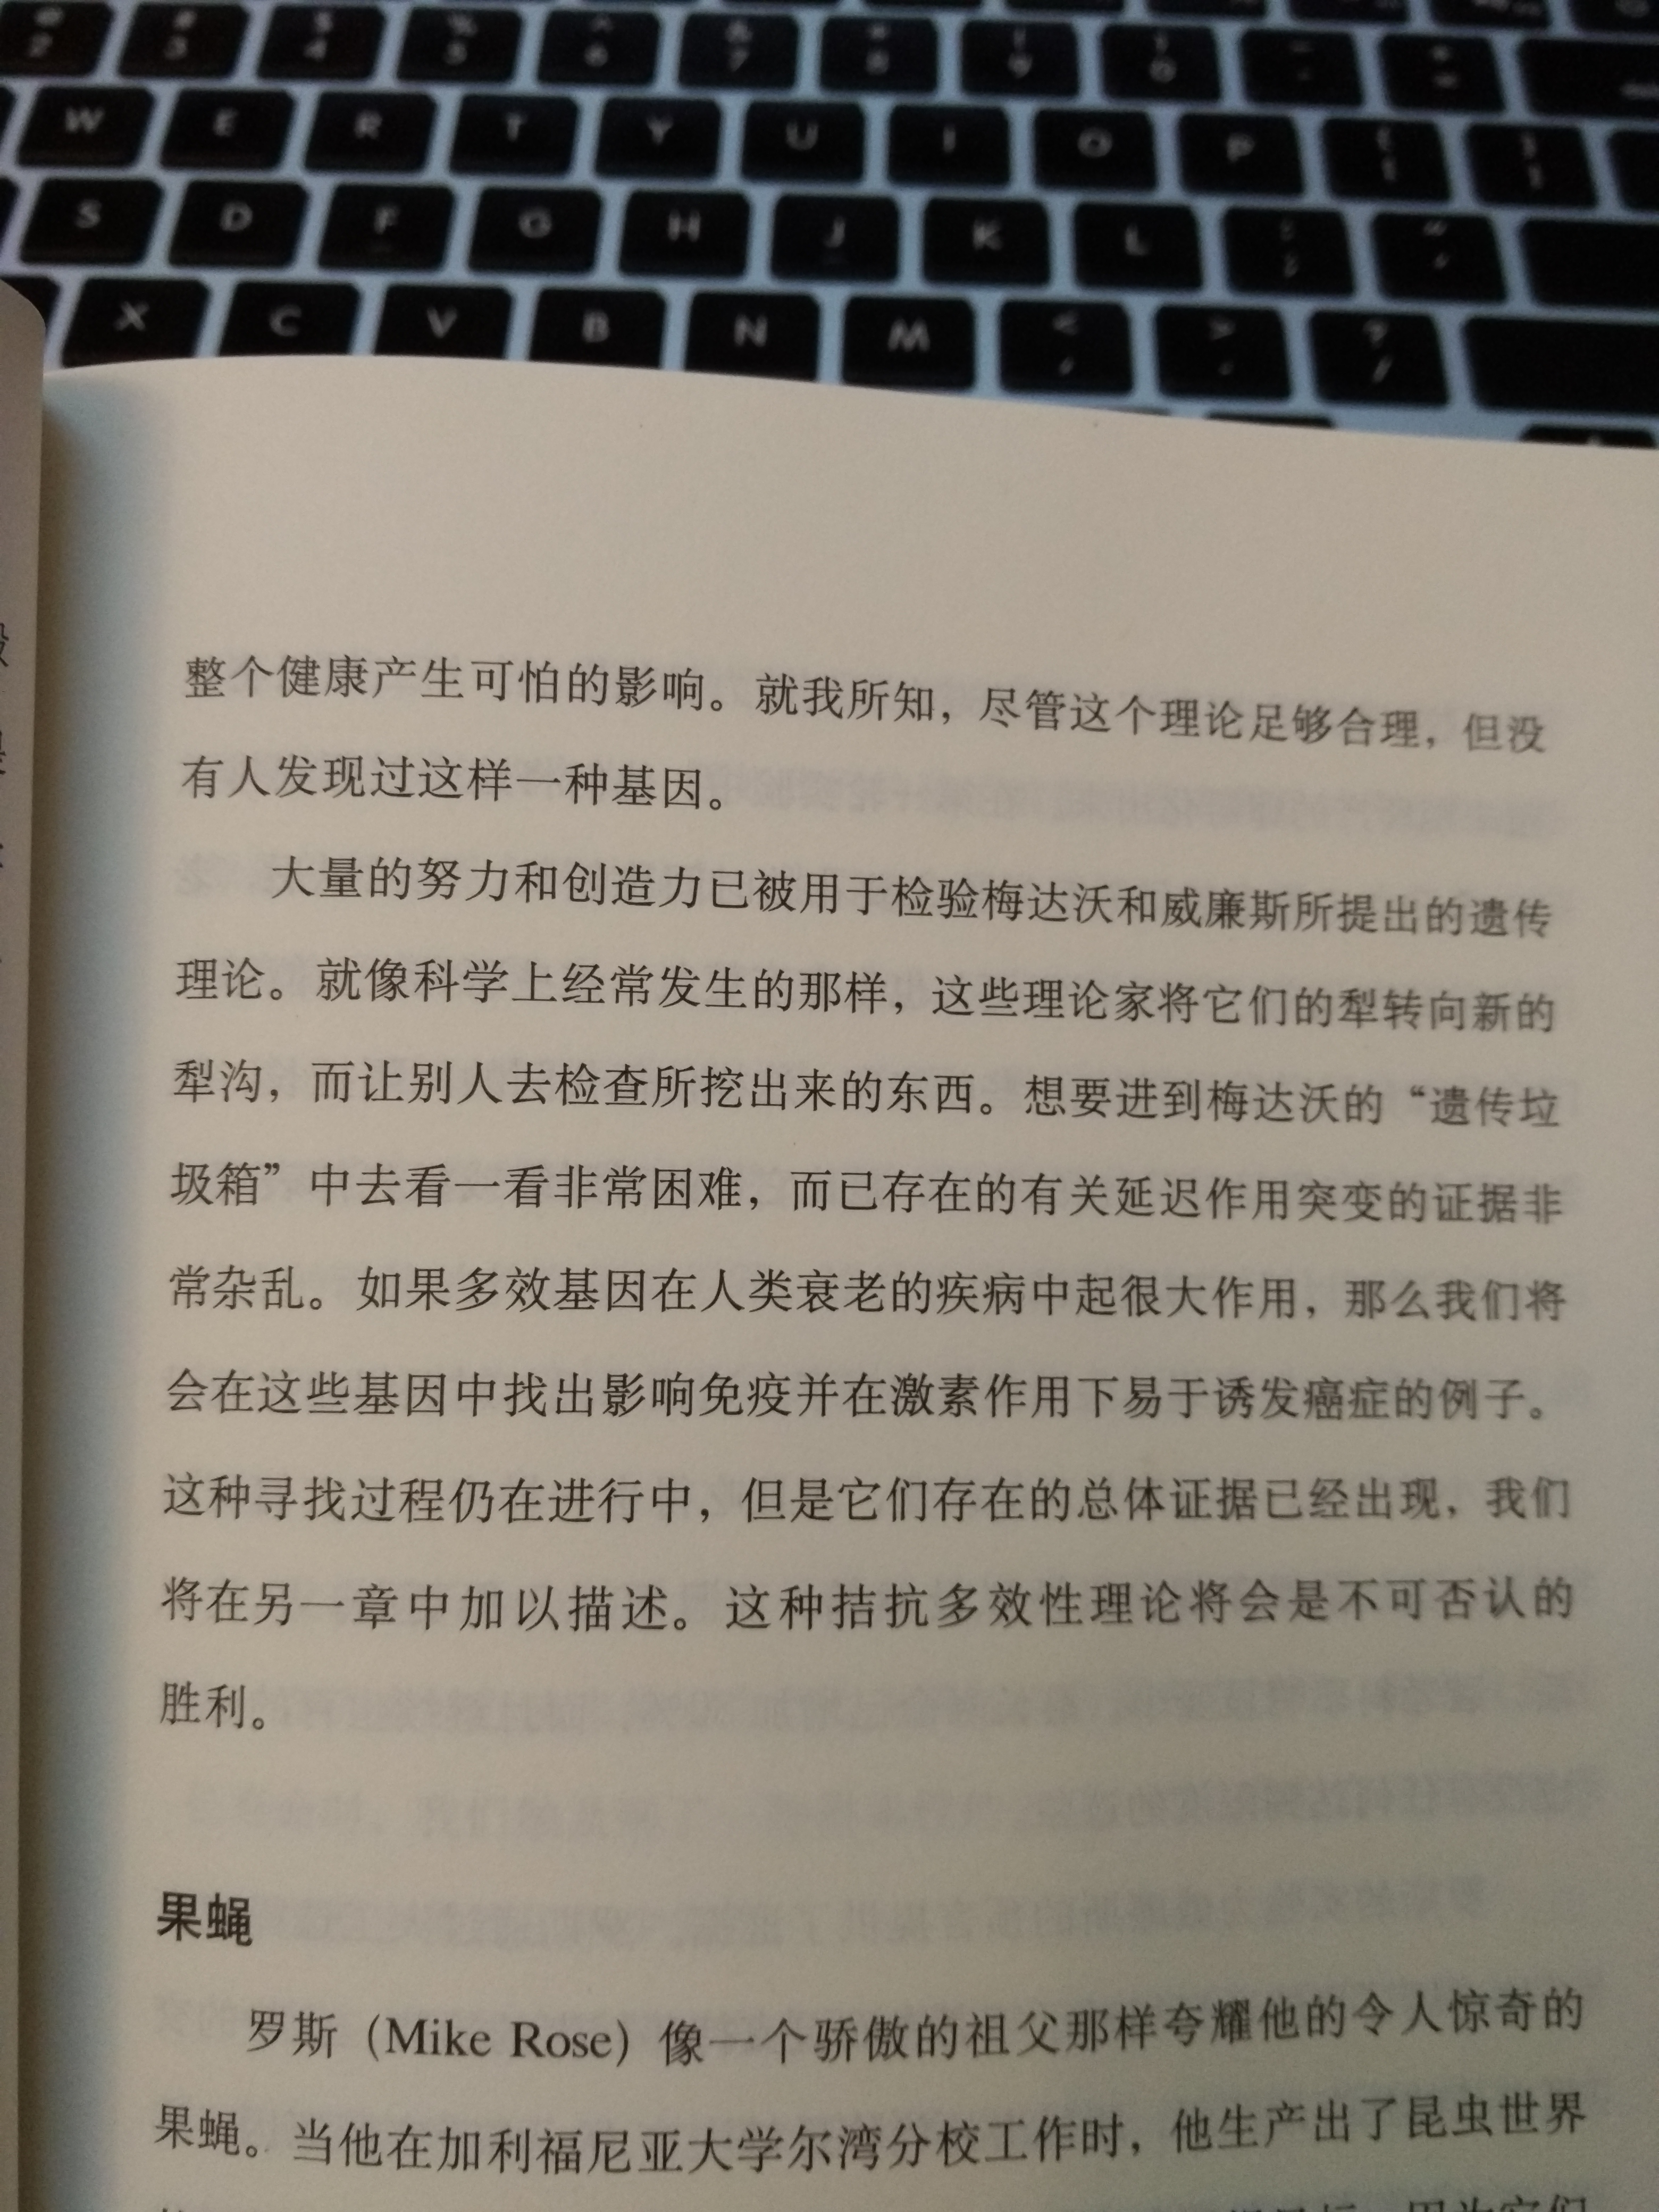 @ 2 # 3 $ 4 % 5 ^ 6 & 7 * 8 ( 9 ) 0 - =
W E R T Y U I O P { [ } ]
S D F G H J K L : ; " '
X C V B N M < , > . ? /
整个健康产生可怕的影响。就我所知，尽管这个理论足够合理，但没
有人发现过这样一种基因。
大量的努力和创造力已被用于检验梅达沃和威廉斯所提出的遗传
理论。就像科学上经常发生的那样，这些理论家将它们的犁转向新的
犁沟，而让别人去检查所挖出来的东西。想要进到梅达沃的“遗传垃
圾箱”中去看一看非常困难，而已存在的有关延迟作用突变的证据非
常杂乱。如果多效基因在人类衰老的疾病中起很大作用，那么我们将
会在这些基因中找出影响免疫并在激素作用下易于诱发癌症的例子。
这种寻找过程仍在进行中，但是它们存在的总体证据已经出现，我们
将在另一章中加以描述。这种拮抗多效性理论将会是不可否认的
胜利。
果蝇
罗斯（Mike Rose）像一个骄傲的祖父那样夸耀他的令人惊奇的
果蝇。当他在加利福尼亚大学尔湾分校工作时，他生产出了昆虫世界